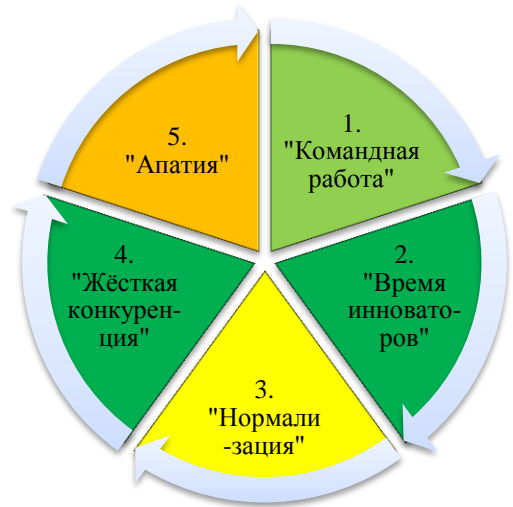 1.
"Командная
работа"
2.
"Время
инновато-
ров"
3.
"Нормали
-зация"
4.
"Жёсткая
конкурен-
ция"
5.
"Апатия"